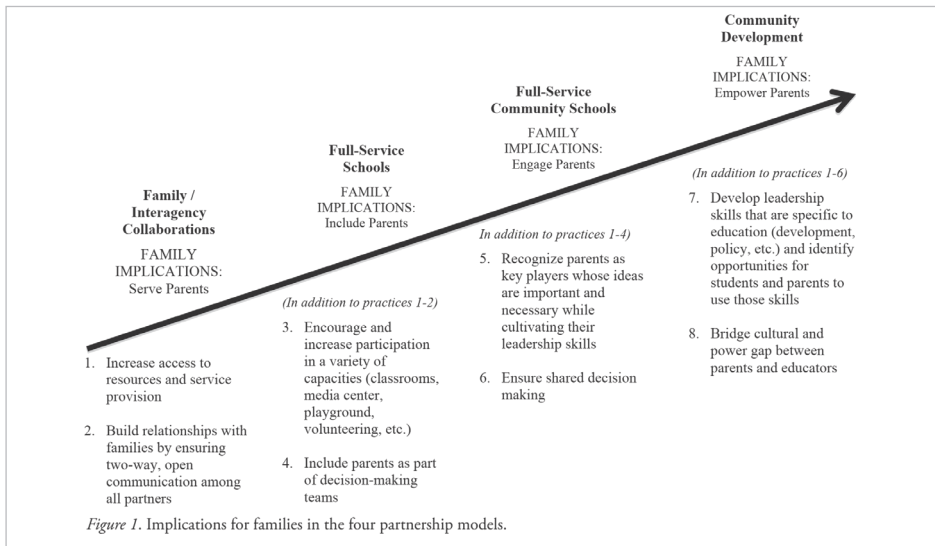 Family /
Interagency
Collaborations
FAMILY
IMPLICATIONS:
Serve Parents
1. Increase access to
resources and service
provision
2. Build relationships with
families by ensuring
two-way, open
communication among
all partners
Full-Service
Schools
FAMILY
IMPLICATIONS:
Include Parents
(In addition to practices 1-2)
3. Encourage and
increase participation
in a variety of
capacities (classrooms,
media center,
playground,
volunteering, etc.)
4. Include parents as part
of decision-making
teams
Full-Service
Community Schools
FAMILY
IMPLICATIONS:
Engage Parents
In addition to practices 1-4)
5. Recognize parents as
key players whose ideas
are important and
necessary while
cultivating their
leadership skills
6. Ensure shared decision
making
Community
Development
FAMILY
IMPLICATIONS:
Empower Parents
(In addition to practices 1-6)
7. Develop leadership
skills that are specific to
education (development,
policy, etc.) and identify
opportunities for
students and parents to
use those skills
8. Bridge cultural and
power gap between
parents and educators
Figure 1. Implications for families in the four partnership models.